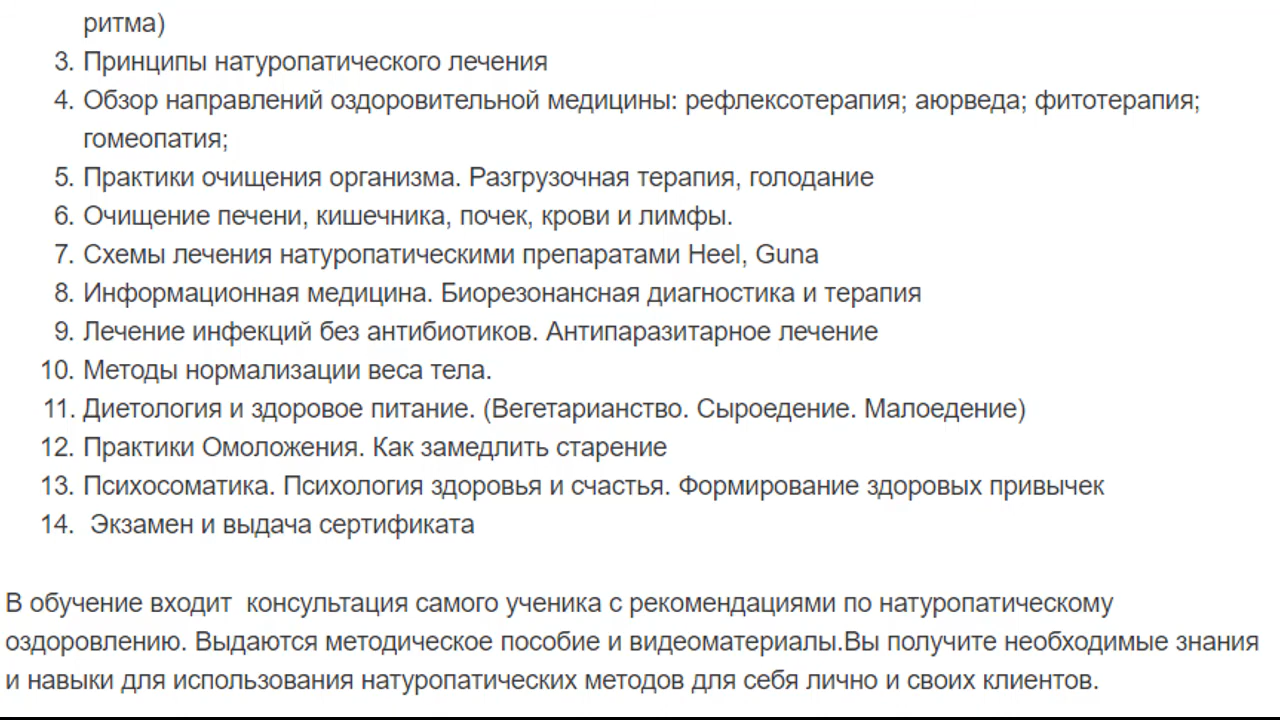 ритма)
3. Принципы натуропатического лечения
4. Обзор направлений оздоровительной медицины: рефлексотерапия; аюрведа; фитотерапия;
гомеопатия;
5. Практики очищения организма. Разгрузочная терапия, голодание
6. Очищение печени, кишечника, почек, крови и лимфы.
7. Схемы лечения натуропатическими препаратами Heel, Guna
8. Информационная медицина. Биорезонансная диагностика и терапия
9. Лечение инфекций без антибиотиков. Антипаразитарное лечение
10. Методы нормализации веса тела.
11. Диетология и здоровое питание. (Вегетарианство. Сыроедение. Малоедение)
12. Практики Омоложения. Как замедлить старение
13. Психосоматика. Психология здоровья и счастья. Формирование здоровых привычек
14. Экзамен и выдача сертификата
В обучение входит  консультация самого ученика с рекомендациями по натуропатическому
оздоровлению. Выдаются методическое пособие и видеоматериалы.Вы получите необходимые знания
и навыки для использования натуропатических методов для себя лично и своих клиентов.